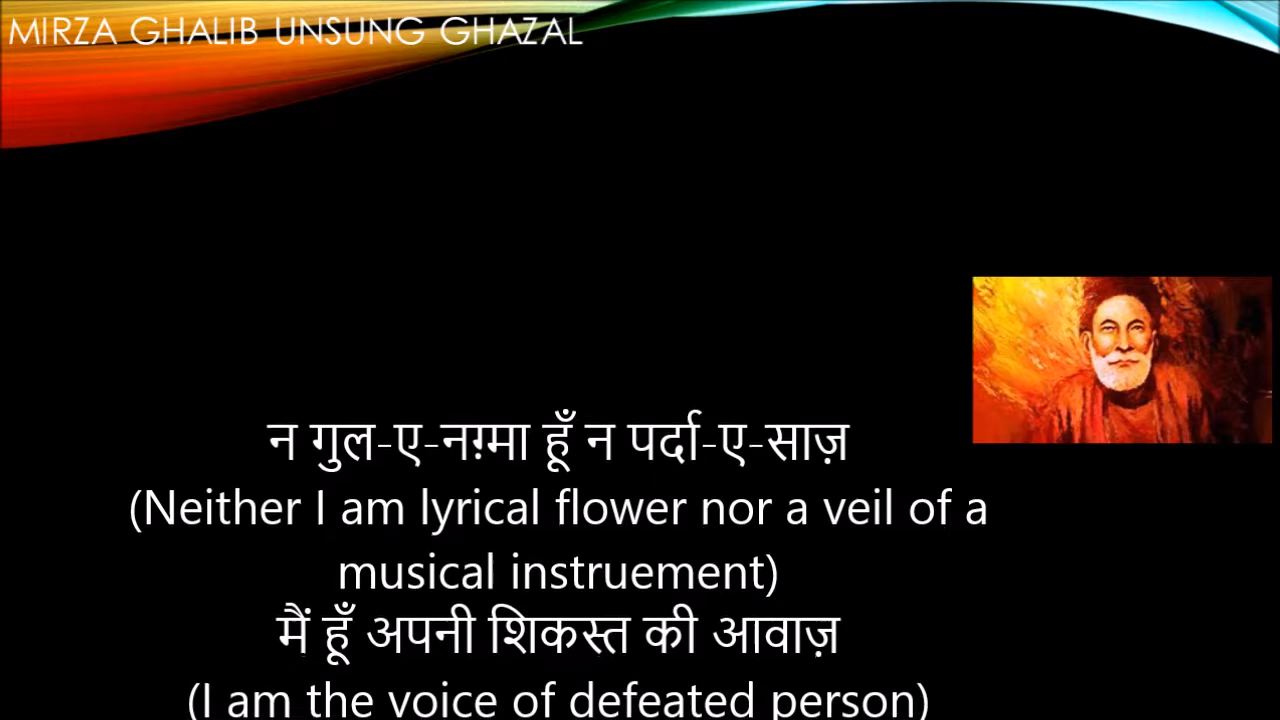 MIRZA GHALIB UNSUNG GHAZAL
न गुल-ए-नग़्मा हूँ न पर्दा-ए-साज़
(Neither I am lyrical flower nor a veil of a
musical instruement)
मैं हूँ अपनी शिकस्त की आवाज़
(I am the voice of defeated person)